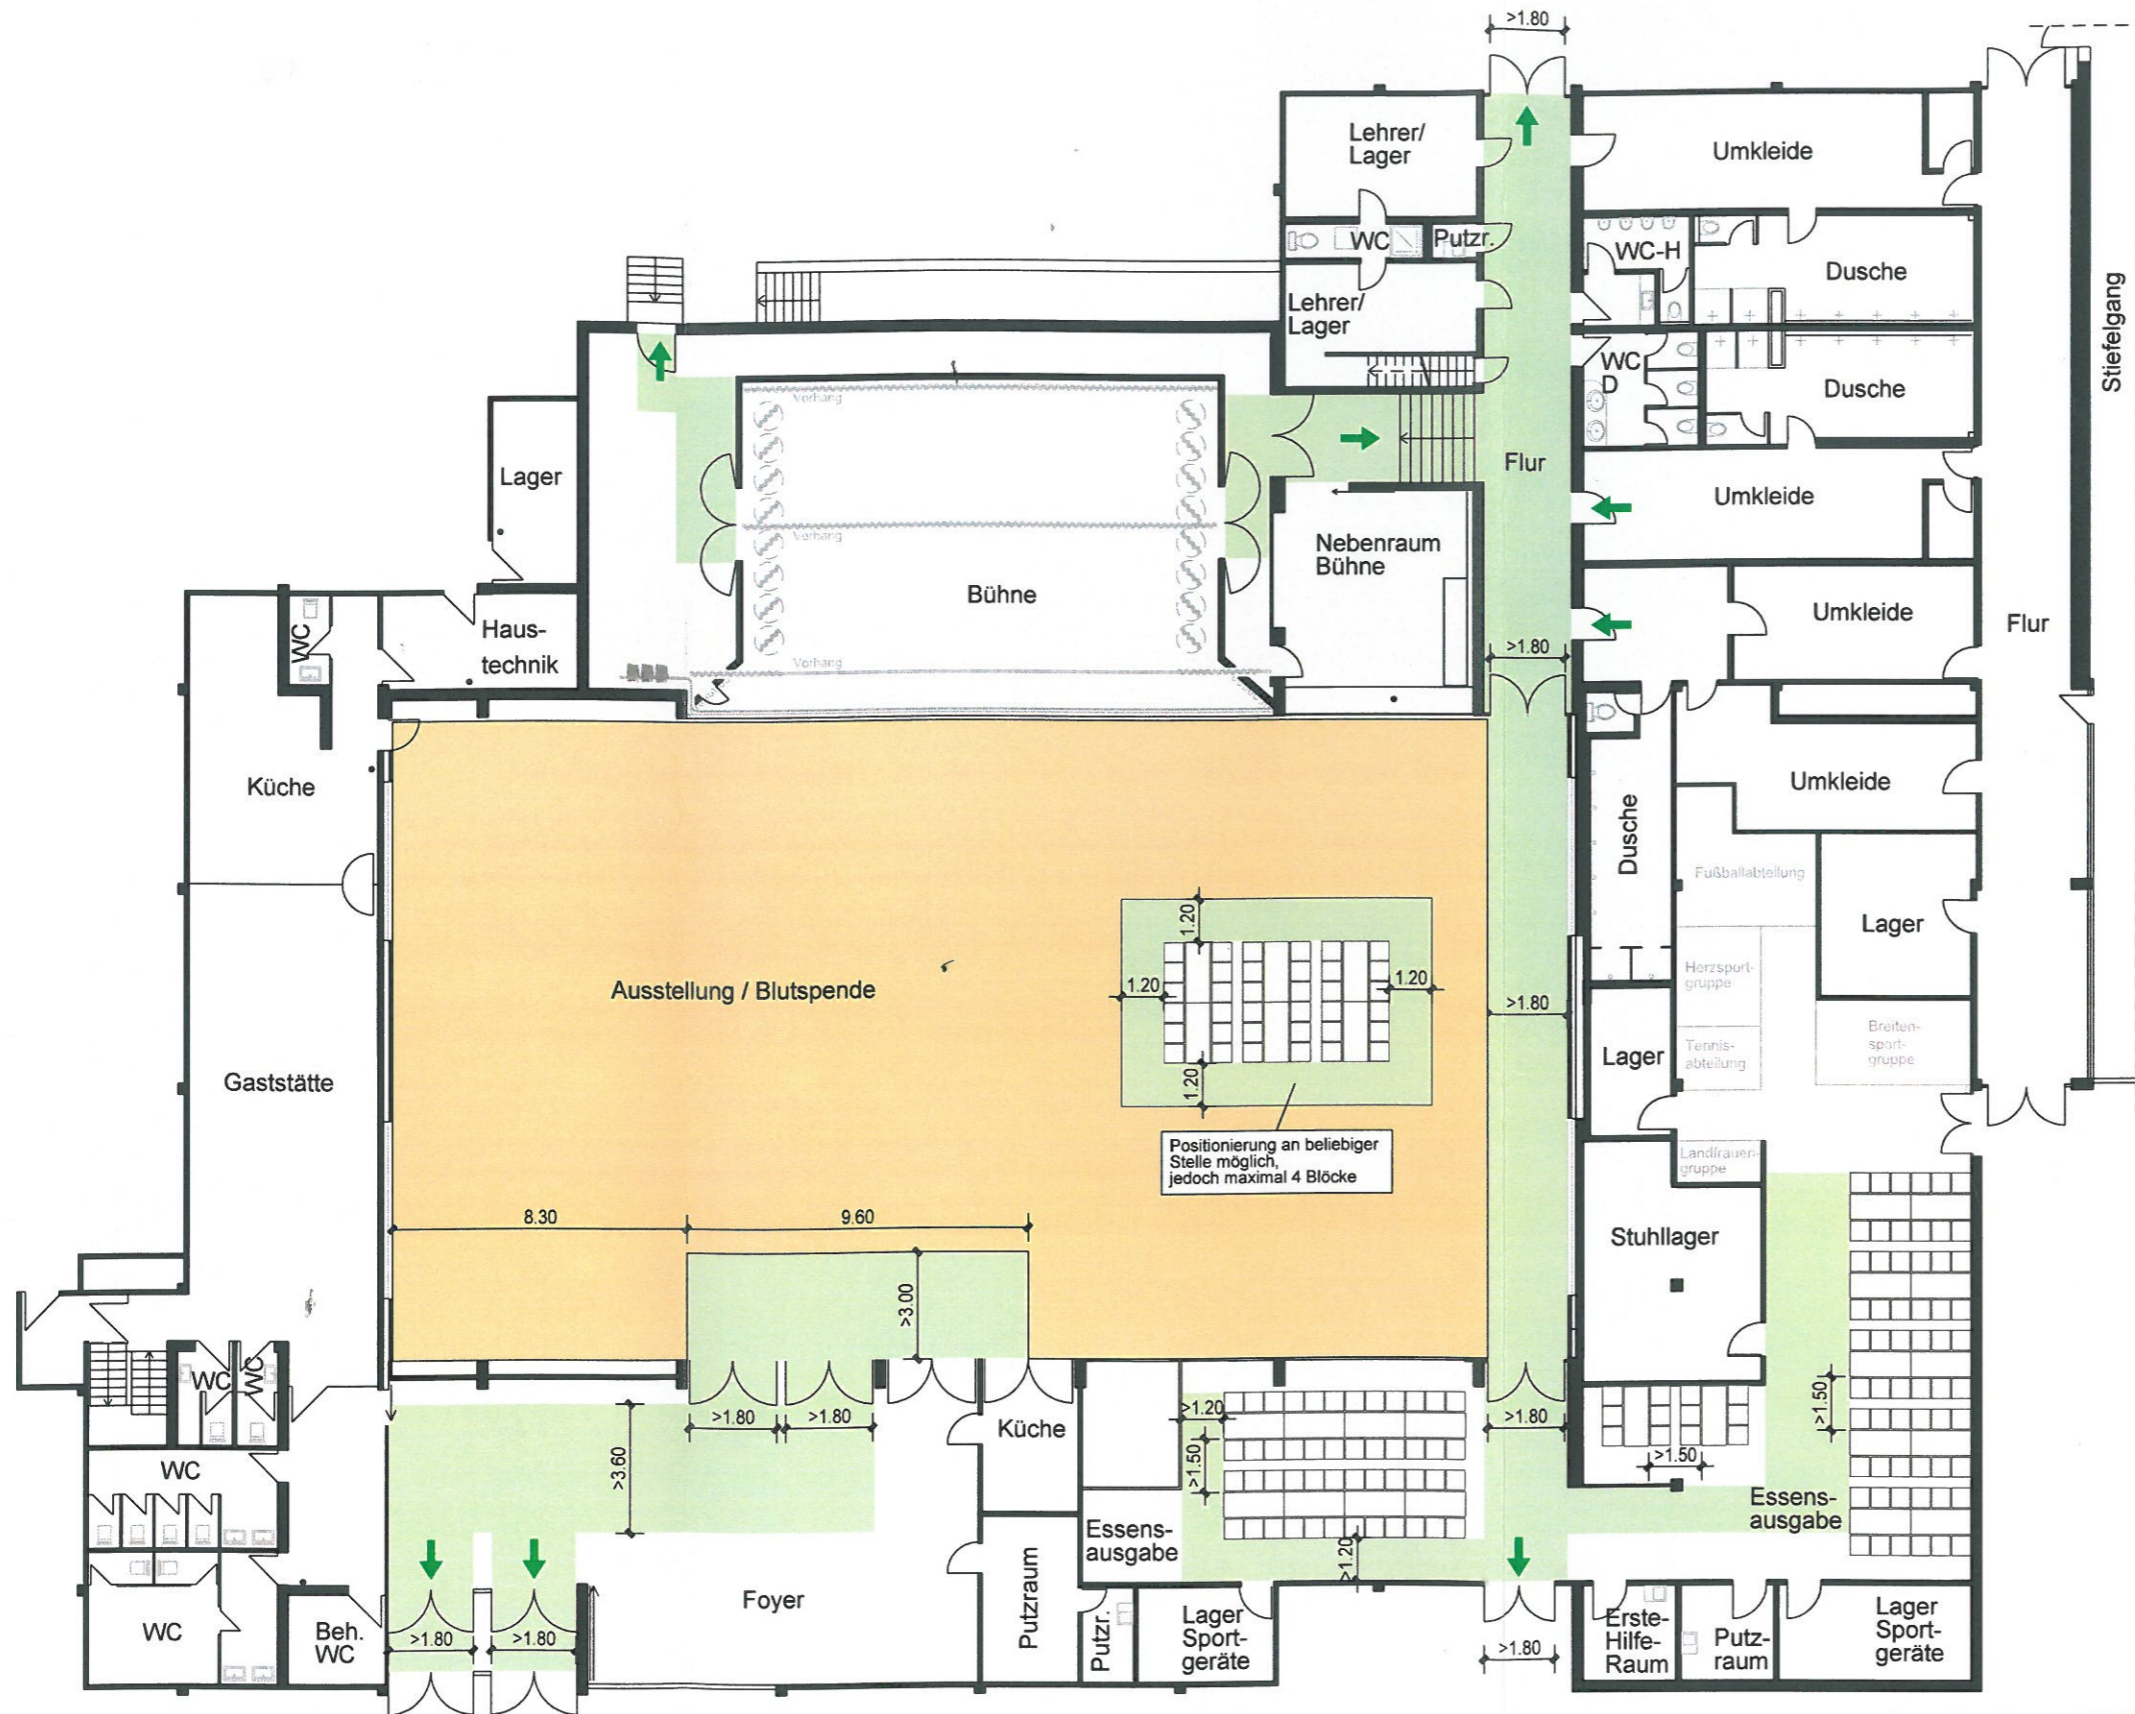 >1.80
Lehrer/
Lager
Umkleide
WC
Putzr.
WC-H
Dusche
Lehrer/
Lager
Stiefelgang
WC
D
Dusche
Vorhang
Lager
Flur
Umkleide
Vorhang
Nebenraum
Bühne
Bühne
WC
Haus-
technik
Umkleide
Flur
>1.80
Vorhang
Küche
Umkleide
Dusche
Fußballabteilung
Lager
1.20
Ausstellung / Blutspende
1.20
1.20
>1.80
Herzsport-
gruppe
Breiten-
sport-
gruppe
Tennis-
abteilung
Lager
Gaststätte
1.20
Positionierung an beliebiger
Stelle möglich,
jedoch maximal 4 Blöcke
Landfrauen-
gruppe
8.30
9.60
Stuhllager
>3.00
WC
WC
>1.80
>1.80
Küche
>1.20
>1.80
>1.50
>3.60
>1.50
>1.50
WC
Essens-
ausgabe
Essens-
ausgabe
>1.20
Foyer
Putzraum
WC
Beh.
WC
>1.80
>1.80
Putzr.
Lager
Sport-
geräte
>1.80
Erste-
Hilfe-
Raum
Putz-
raum
Lager
Sport-
geräte